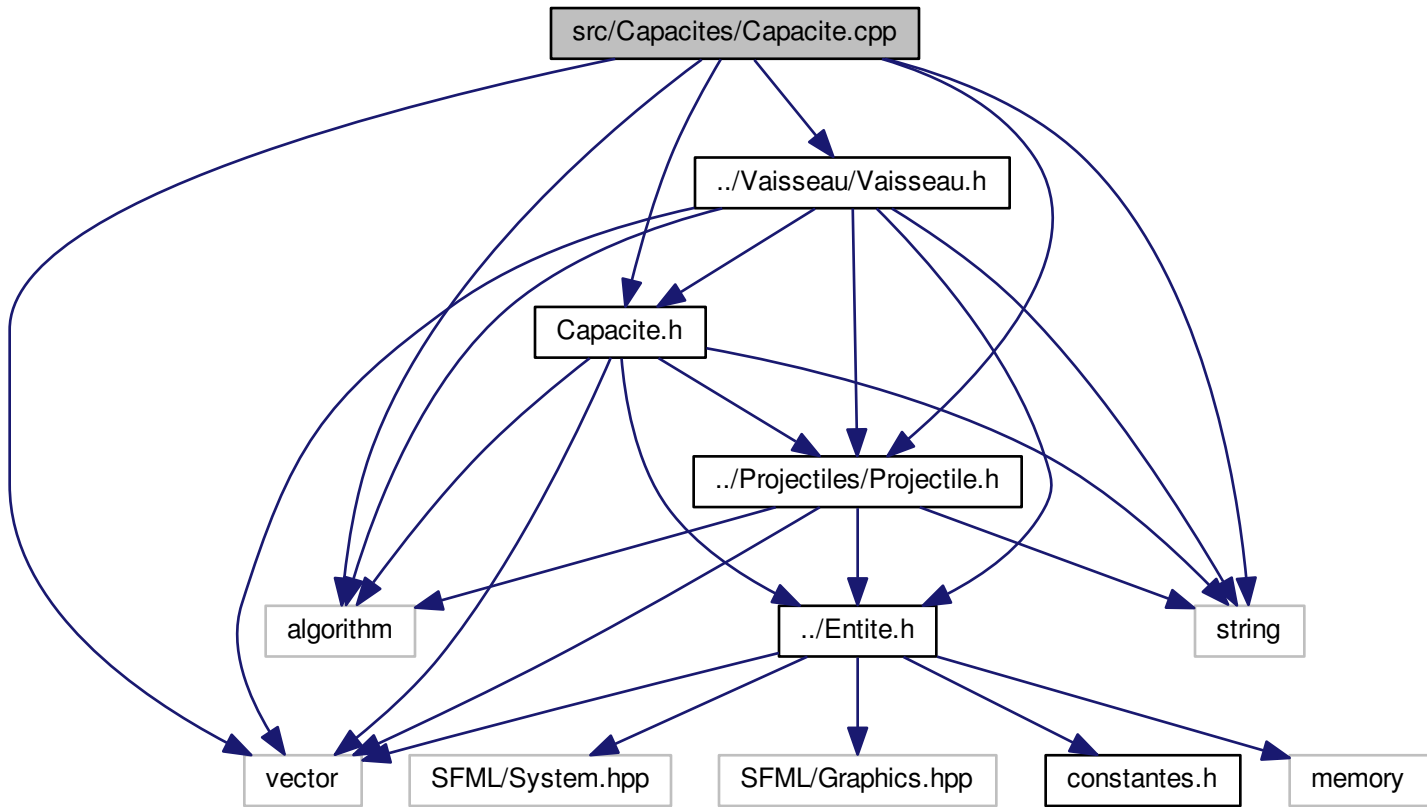 src/Capacites/Capacite.cpp
../Vaisseau/Vaisseau.h
Capacite.h
../Projectiles/Projectile.h
algorithm
../Entite.h
string
vector
SFML/System.hpp
SFML/Graphics.hpp
constantes.h
memory